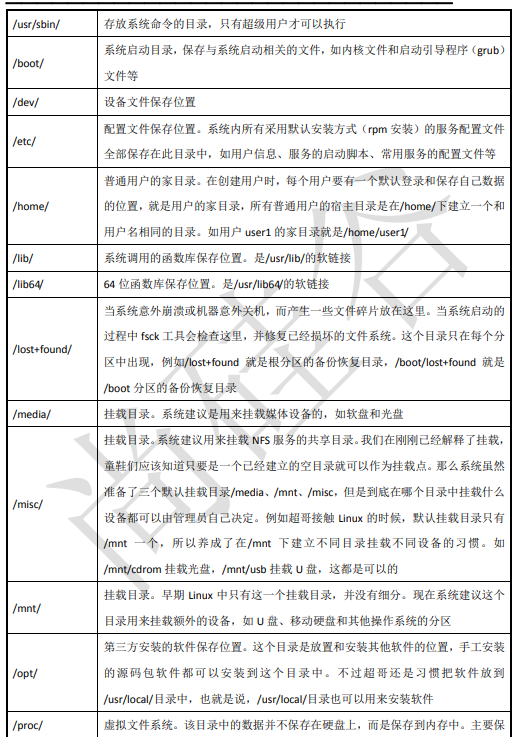 /usr/sbin/ 存放系统命令的目录，只有超级用户才可以执行
/boot/ 系统启动目录，保存与系统启动相关的文件，如内核文件和启动引导程序（grub）
文件等
/dev/ 设备文件保存位置
/etc/ 配置文件保存位置。系统内所有采用默认安装方式（rpm 安装）的服务配置文件
全部保存在此目录中，如用户信息、服务的启动脚本、常用服务的配置文件等
/home/ 普通用户的家目录。在创建用户时，每个用户要有一个默认登录和保存自己数据
的位置，就是用户的家目录，所有普通用户的宿主目录是在/home/下建立一个和
用户名相同的目录。如用户 user1 的家目录就是/home/user1/
/lib/ 系统调用的函数库保存位置。是/usr/lib/的软链接
/lib64/ 64 位函数库保存位置。是/usr/lib64/的软链接
/lost+found/ 当系统意外崩溃或机器意外关机，而产生一些文件碎片放在这里。当系统启动的
过程中 fsck 工具会检查这里，并修复已经损坏的文件系统。这个目录只在每个分
区中出现，例如/lost+found 就是根分区的备份恢复目录，/boot/lost+found 就是
/boot 分区的备份恢复目录
/media/ 挂载目录。系统建议是用来挂载媒体设备的，如软盘和光盘
/misc/ 挂载目录。系统建议用来挂载 NFS 服务的共享目录。我们在刚刚已经解释了挂载，
童鞋们应该知道只要是一个已经建立的空目录就可以作为挂载点。那么系统虽然
准备了三个默认挂载目录/media、/mnt、/misc，但是到底在哪个目录中挂载什么
设备都可以由管理员自己决定。例如超哥接触 Linux 的时候，默认挂载目录只有
/mnt 一个，所以养成了在/mnt 下建立不同目录挂载不同设备的习惯。如
/mnt/cdrom 挂载光盘，/mnt/usb 挂载 U 盘，这都是可以的
/mnt/ 挂载目录。早期 Linux 中只有这一个挂载目录，并没有细分。现在系统建议这个
目录用来挂载额外的设备，如 U 盘、移动硬盘和其他操作系统的分区
/opt/ 第三方安装的软件保存位置。这个目录是放置和安装其他软件的位置，手工安装
的源码包软件都可以安装到这个目录中。不过超哥还是习惯把软件放到
/usr/local/目录中，也就是说，/usr/local/目录也可以用来安装软件
/proc/ 虚拟文件系统。该目录中的数据并不保存在硬盘上，而是保存到内存中。主要保
尚硅谷